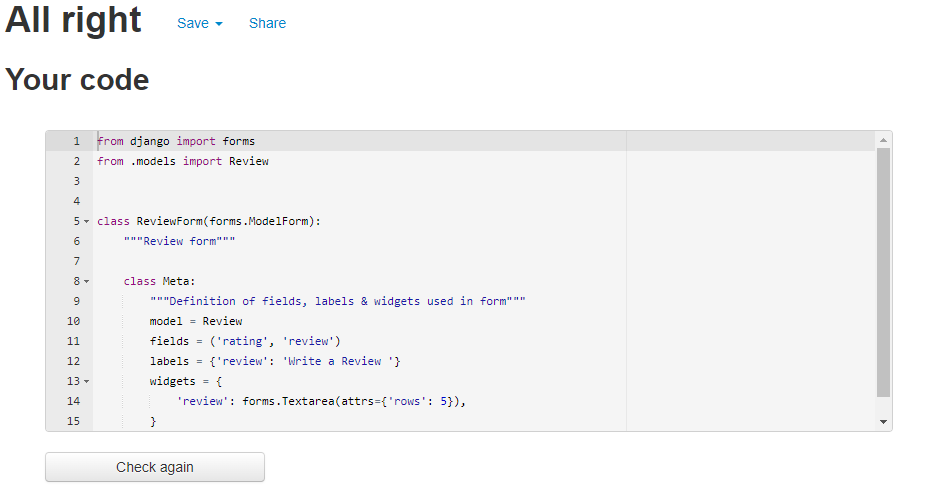 All right Save Share
Your code
1 from django import forms
2 from .models import Review
3
4
5 class ReviewForm(forms.ModelForm):
6     """Review form"""
7
8     class Meta:
9         """Definition of fields, labels & widgets used in form"""
10         model = Review
11         fields = ('rating', 'review')
12         labels = {'review': 'Write a Review '}
13         widgets = {
14             'review': forms.Textarea(attrs={'rows': 5}),
15         }
Check again